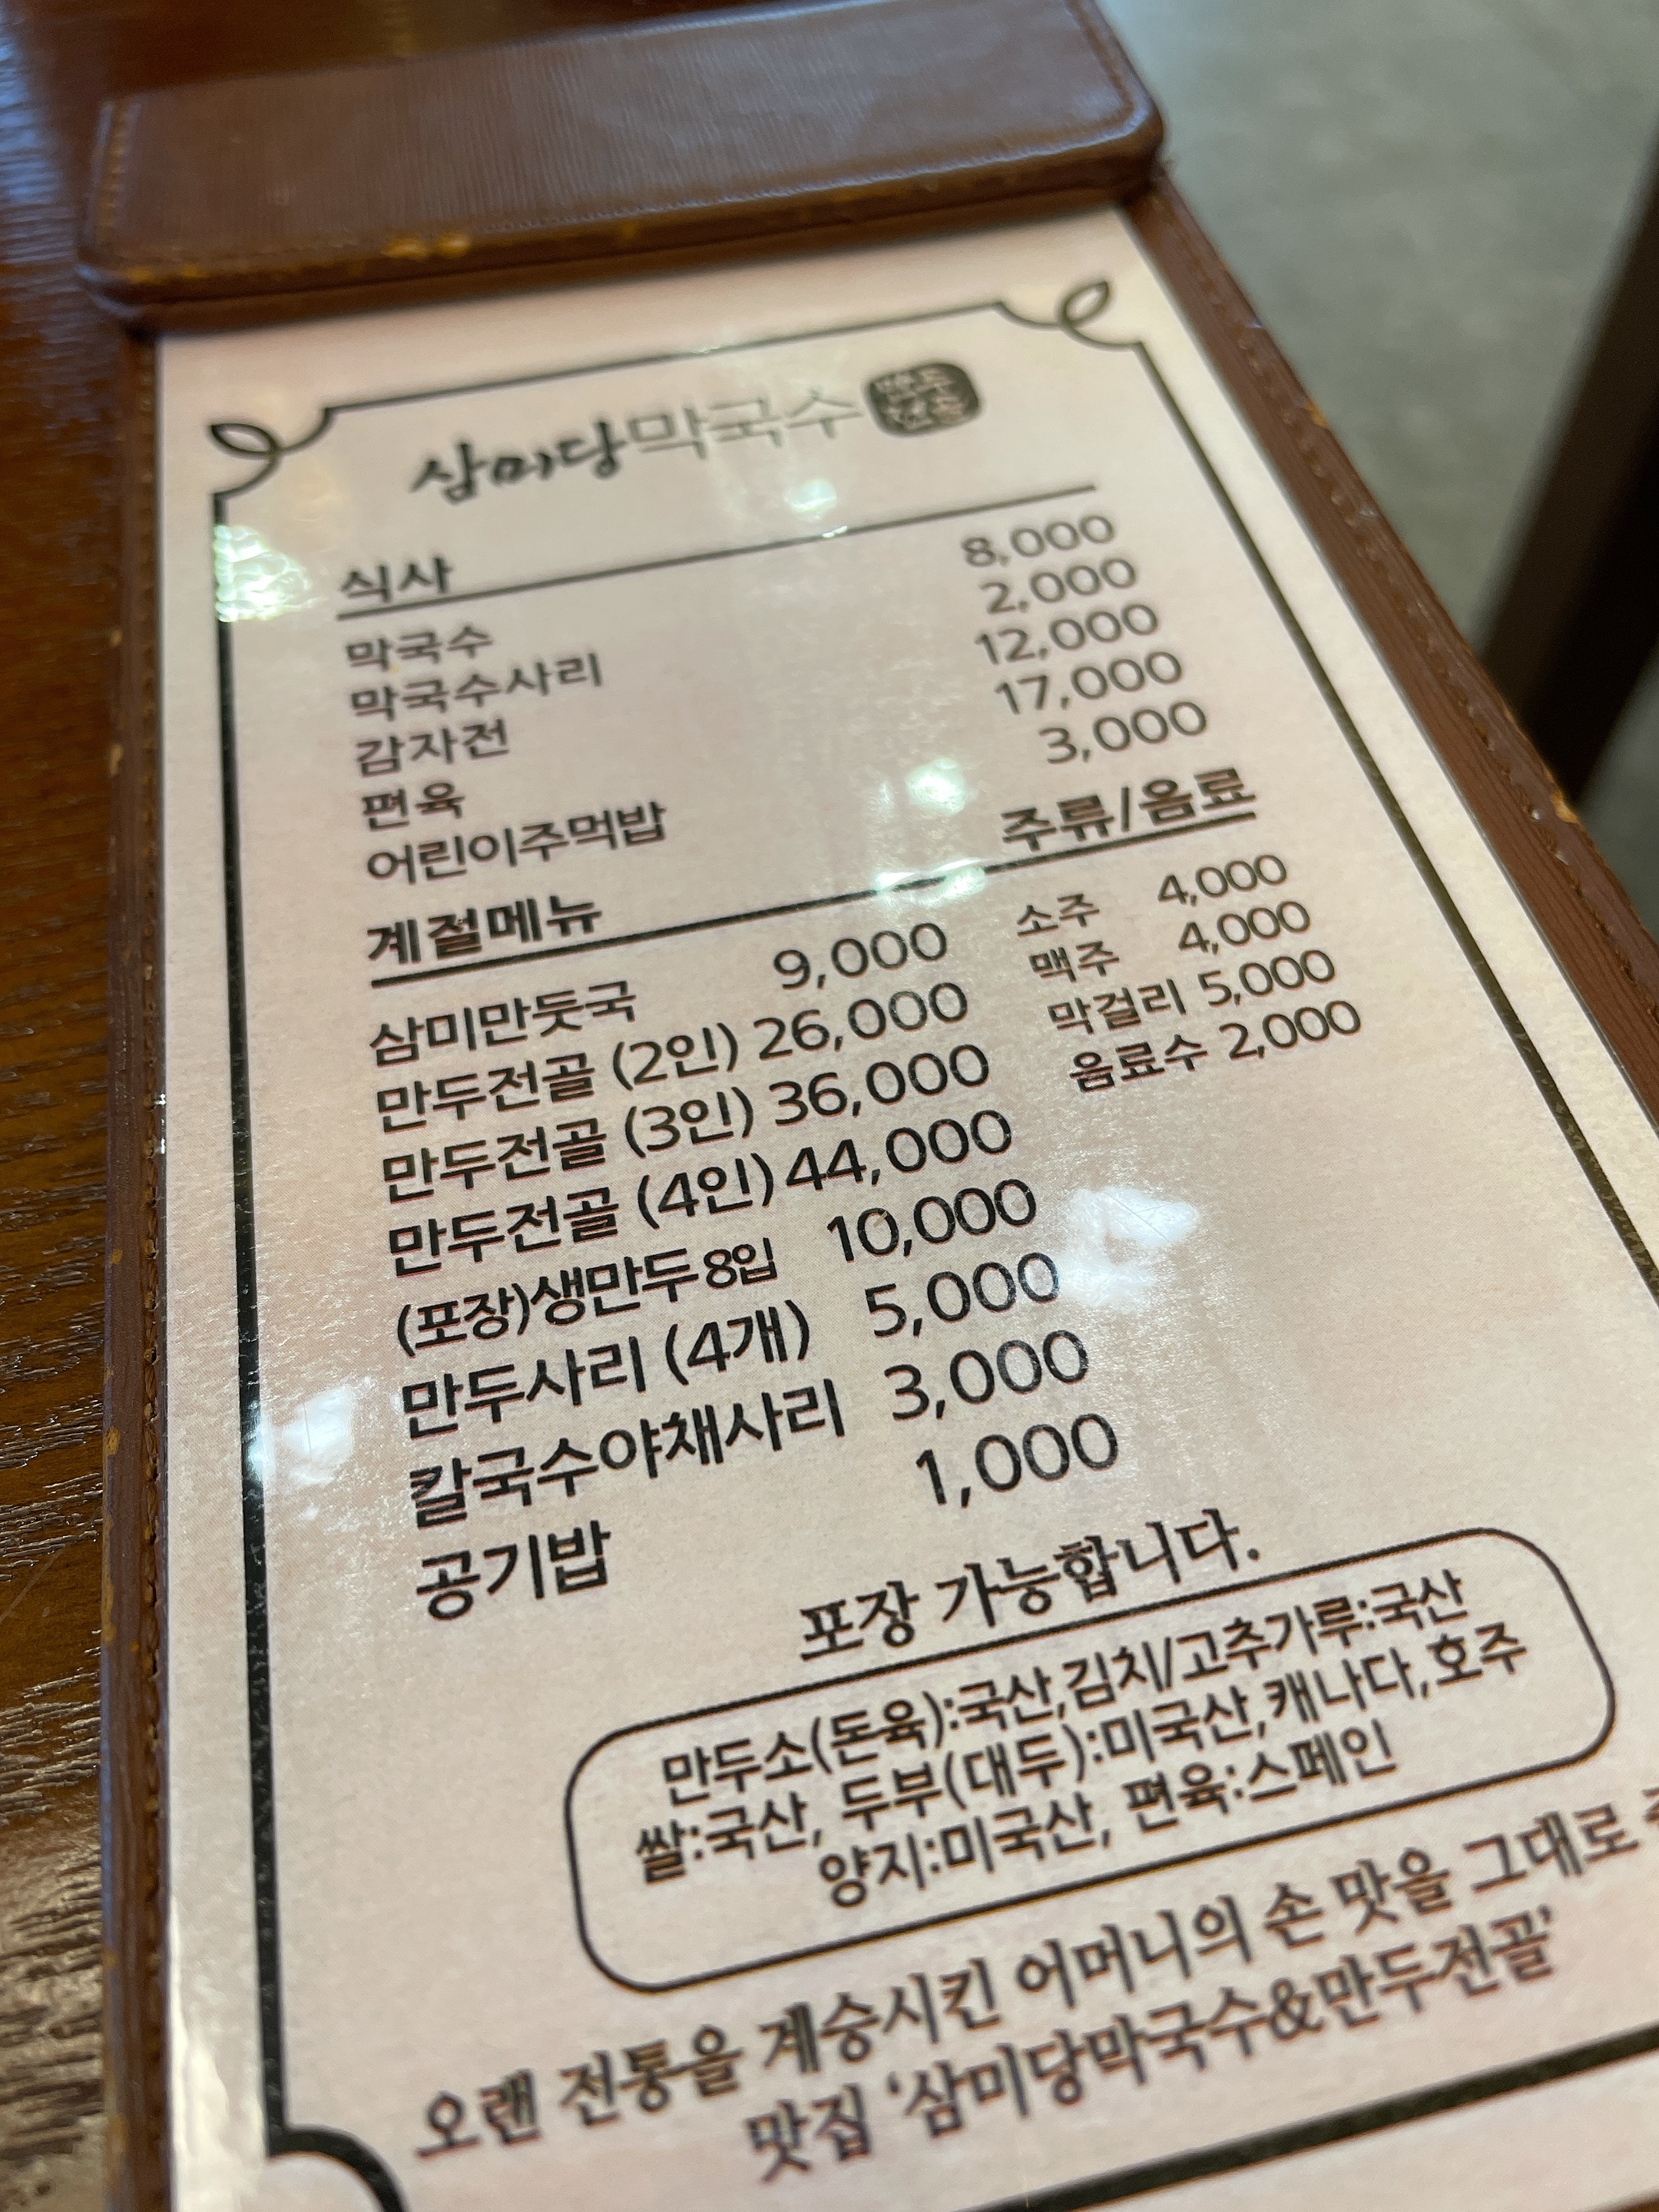 삼미당막국수 만두전골
식사
막국수 8,000
막국수사리 2,000
감자전 12,000
편육 17,000
어린이주먹밥 3,000
계절메뉴
삼미만둣국 9,000
만두전골 (2인) 26,000
만두전골 (3인) 36,000
만두전골 (4인) 44,000
(포장)생만두8입 10,000
만두사리 (4개) 5,000
칼국수야채사리 3,000
공기밥 1,000
주류/음료
소주 4,000
맥주 4,000
막걸리 5,000
음료수 2,000
포장 가능합니다.
만두소(돈육):국산,김치/고추가루:국산
쌀:국산, 두부(대두):미국산,캐나다,호주
양지:미국산, 편육:스페인
오랜 전통을 계승시킨 어머니의 손 맛을 그대로
맛집 '삼미당막국수&만두전골'